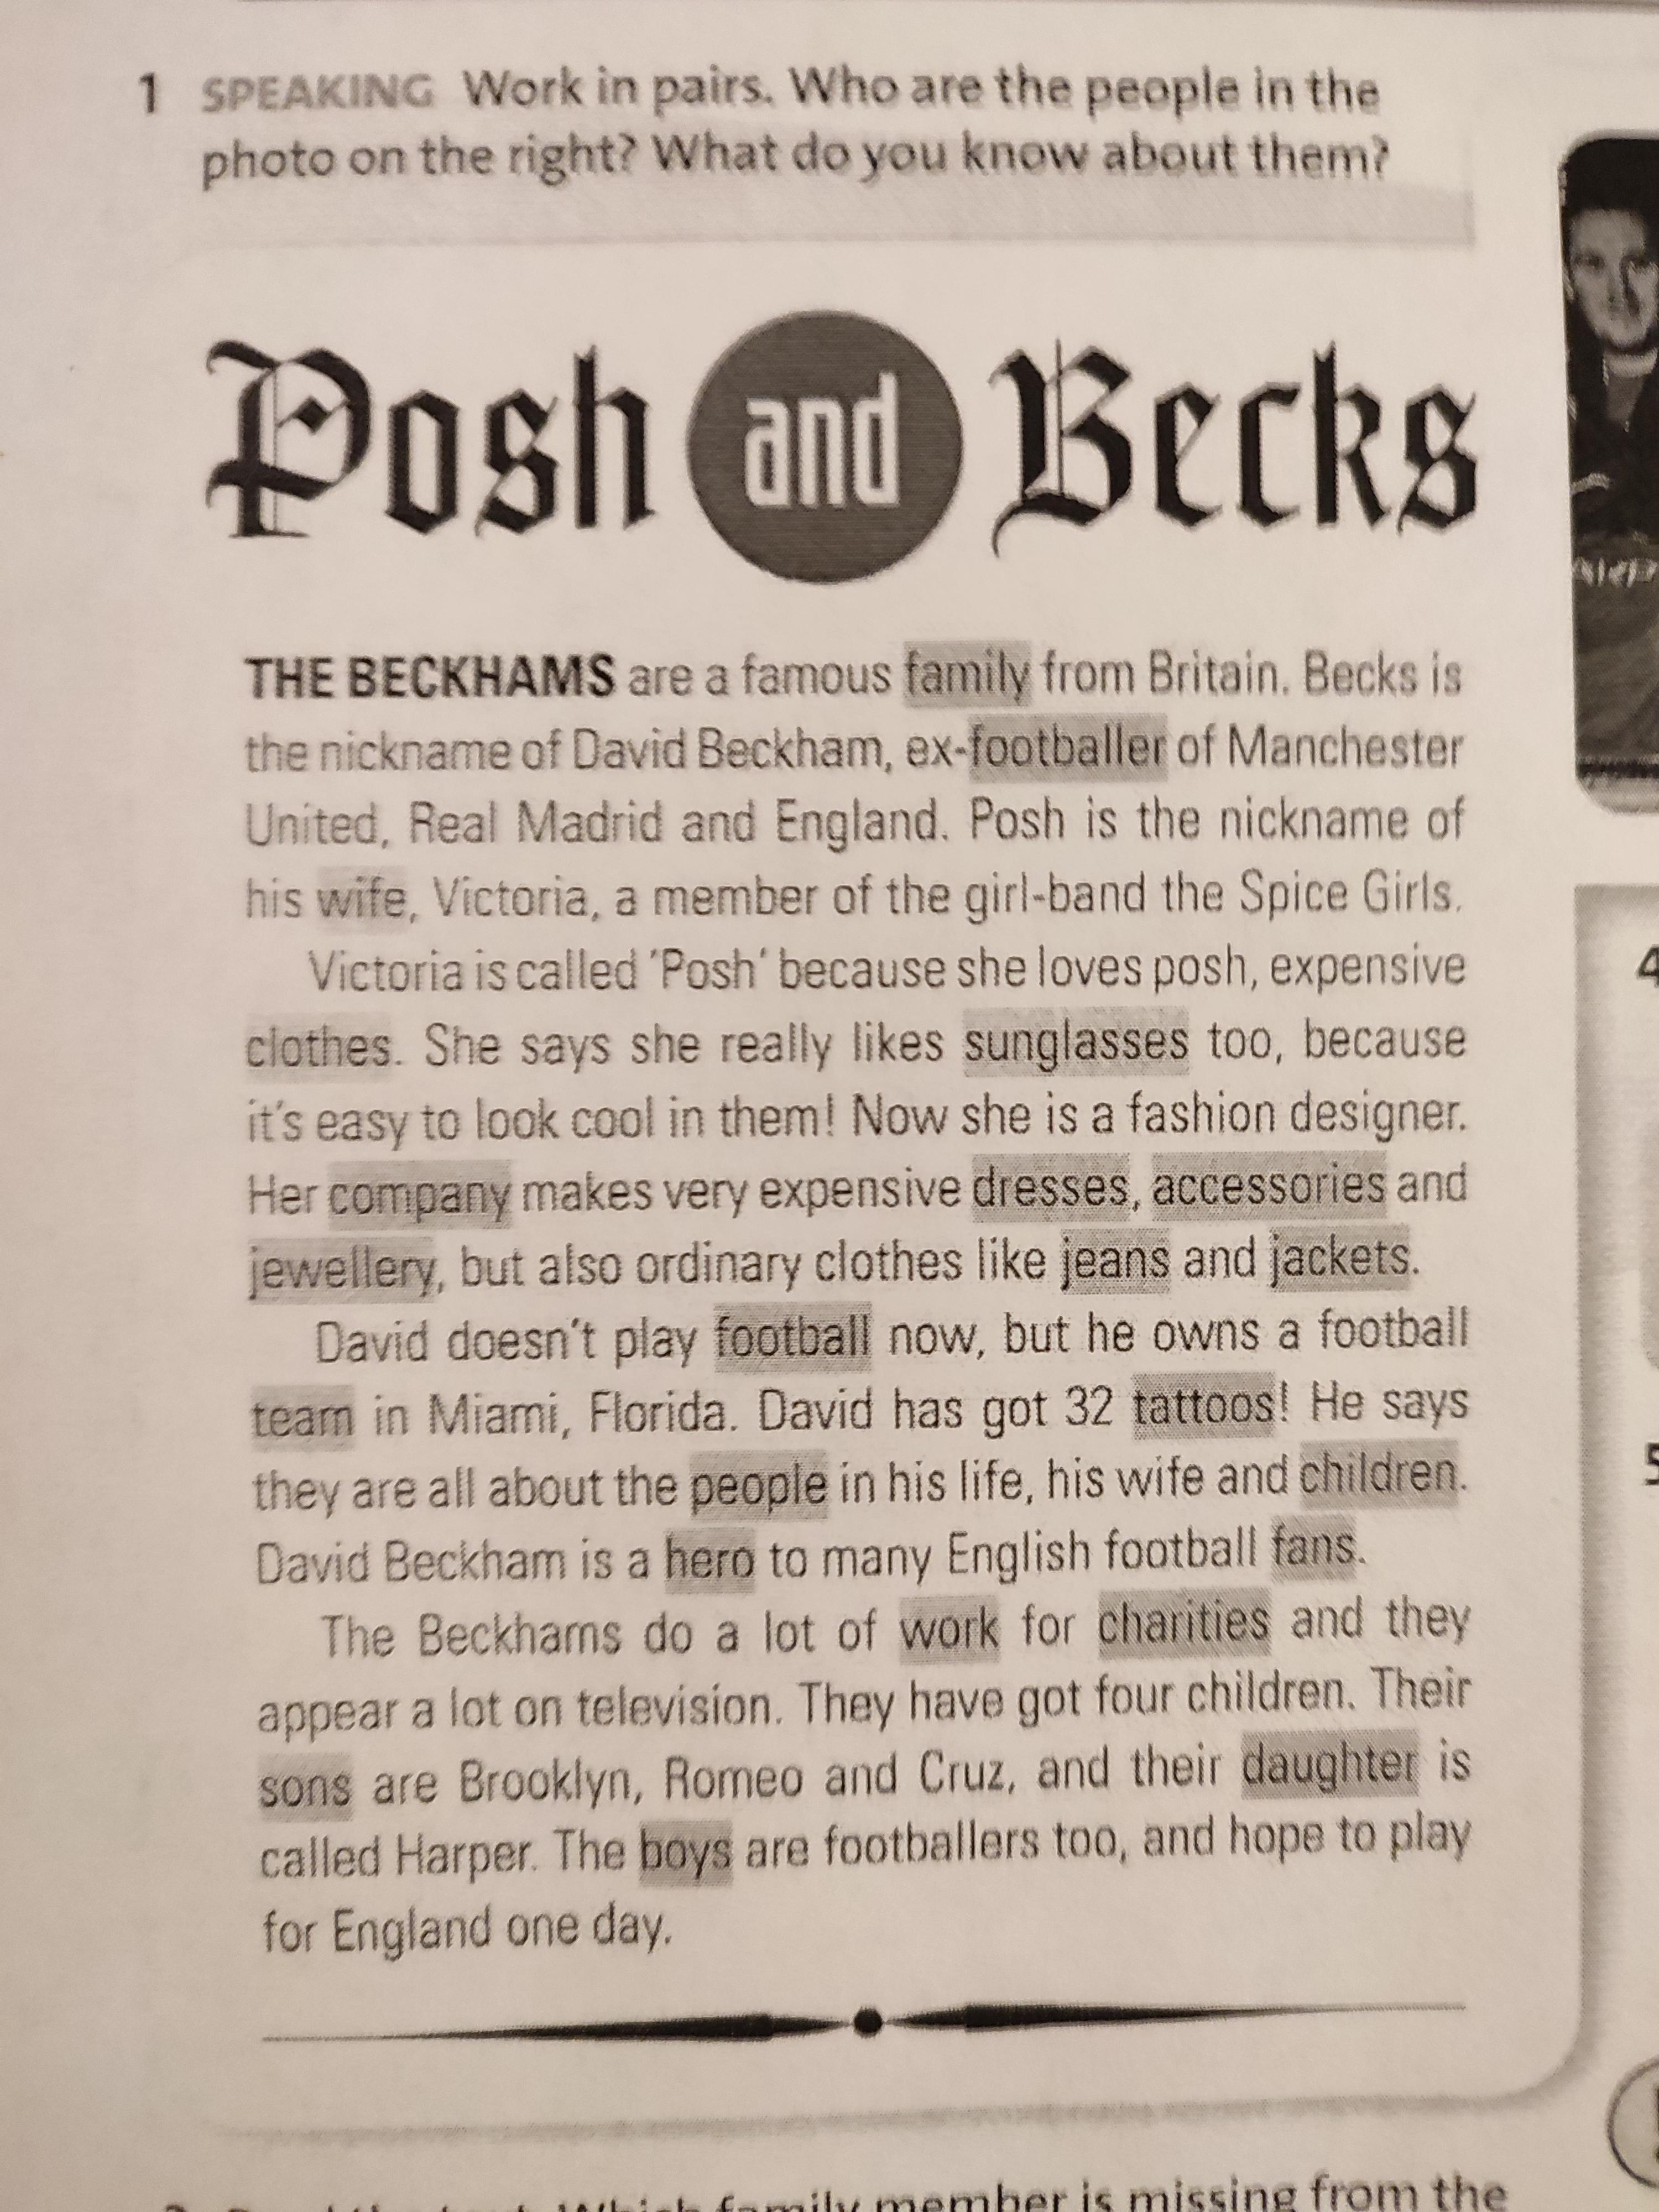 1 SPEAKING Work in pairs. Who are the people in the
photo on the right? What do you know about them?
Posh and Becks
THE BECKHAMS are a famous family from Britain. Becks is
the nickname of David Beckham, ex-footballer of Manchester
United, Real Madrid and England. Posh is the nickname of
his wife, Victoria, a member of the girl-band the Spice Girls.
Victoria is called 'Posh' because she loves posh, expensive
clothes. She says she really likes sunglasses too, because
it's easy to look cool in them! Now she is a fashion designer.
Her company makes very expensive dresses, accessories and
jewellery, but also ordinary clothes like jeans and jackets.
David doesn't play football now, but he owns a football
team in Miami, Florida. David has got 32 tattoos! He says
they are all about the people in his life, his wife and children.
David Beckham is a hero to many English football fans.
The Beckhams do a lot of work for charities and they
appear a lot on television. They have got four children. Their
sons are Brooklyn, Romeo and Cruz, and their daughter is
called Harper. The boys are footballers too, and hope to play
for England one day.
Which family member is missing from the
4
5